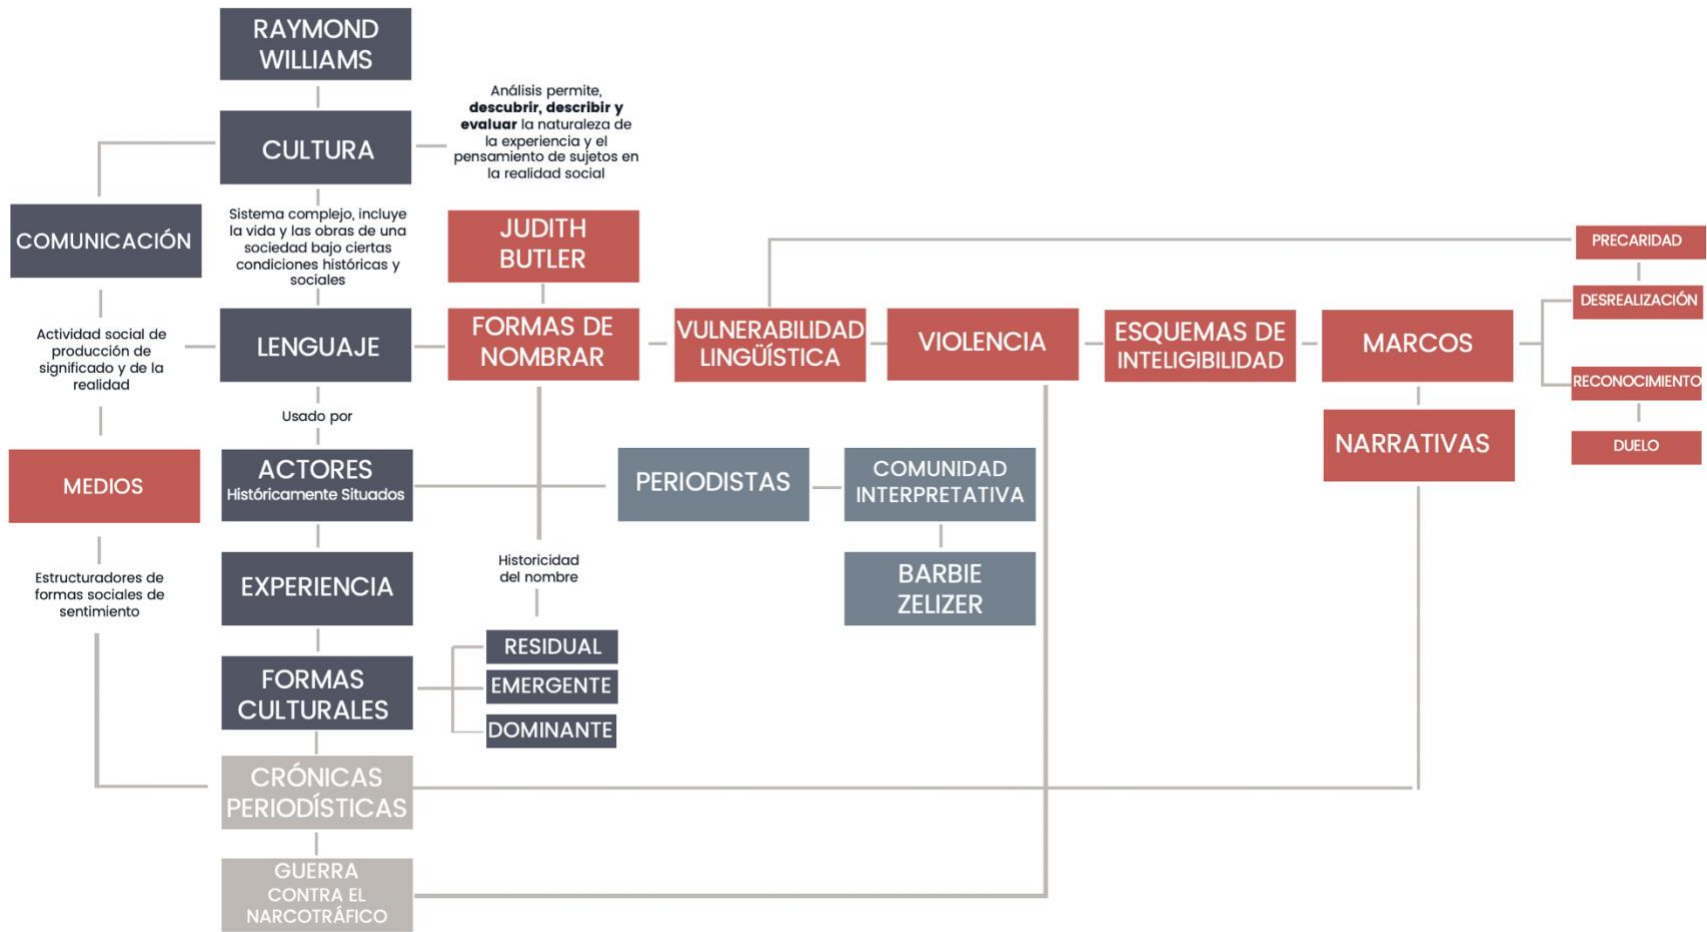 RAYMOND
WILLIAMS
CULTURA
Análisis permite,
descubrir, describir y
evaluar la naturaleza de
la experiencia y el
pensamiento de sujetos en
la realidad social
COMUNICACIÓN
Sistema complejo, incluye
la vida y las obras de una
sociedad bajo ciertas
condiciones históricas y
sociales
JUDITH
BUTLER
PRECARIDAD
DESREALIZACIÓN
Actividad social de
producción de
significado y de la
realidad
LENGUAJE
FORMAS DE
NOMBRAR
VULNERABILIDAD
LINGÜÍSTICA
VIOLENCIA
ESQUEMAS DE
INTELIGIBILIDAD
MARCOS
RECONOCIMIENTO
DUELO
NARRATIVAS
Usado por
MEDIOS
ACTORES
Históricamente Situados
PERIODISTAS
COMUNIDAD
INTERPRETATIVA
Estructuradores de
formas sociales de
sentimiento
EXPERIENCIA
Historicidad
del nombre
BARBIE
ZELIZER
FORMAS
CULTURALES
RESIDUAL
EMERGENTE
DOMINANTE
CRÓNICAS
PERIODÍSTICAS
GUERRA
CONTRA EL
NARCOTRÁFICO